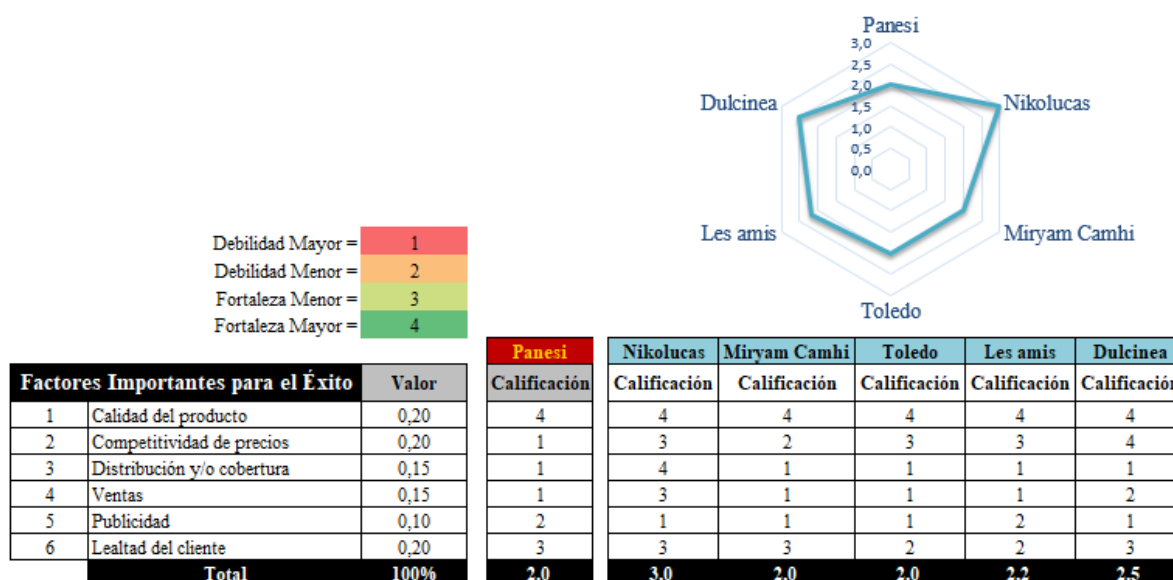 Panesi
3,0
2,5
2,0
1,5
1,0
0,5
0,0
Dulcinea
Nikolucas
Les amis
Miryam Camhi
Toledo
Debilidad Mayor = 1
Debilidad Menor = 2
Fortaleza Menor = 3
Fortaleza Mayor = 4
Panesi Nikolucas Miryam Camhi Toledo Les amis Dulcinea
Factores Importantes para el Éxito Valor Calificación Calificación Calificación Calificación Calificación Calificación
1 Calidad del producto 0,20 4 4 4 4 4 4
2 Competitividad de precios 0,20 1 3 2 3 3 4
3 Distribución y/o cobertura 0,15 1 4 1 1 1 1
4 Ventas 0,15 1 3 1 1 1 2
5 Publicidad 0,10 2 1 1 1 2 1
6 Lealtad del cliente 0,20 3 3 3 2 2 3
Total 100% 2,0 3,0 2,0 2,0 2,2 2,5